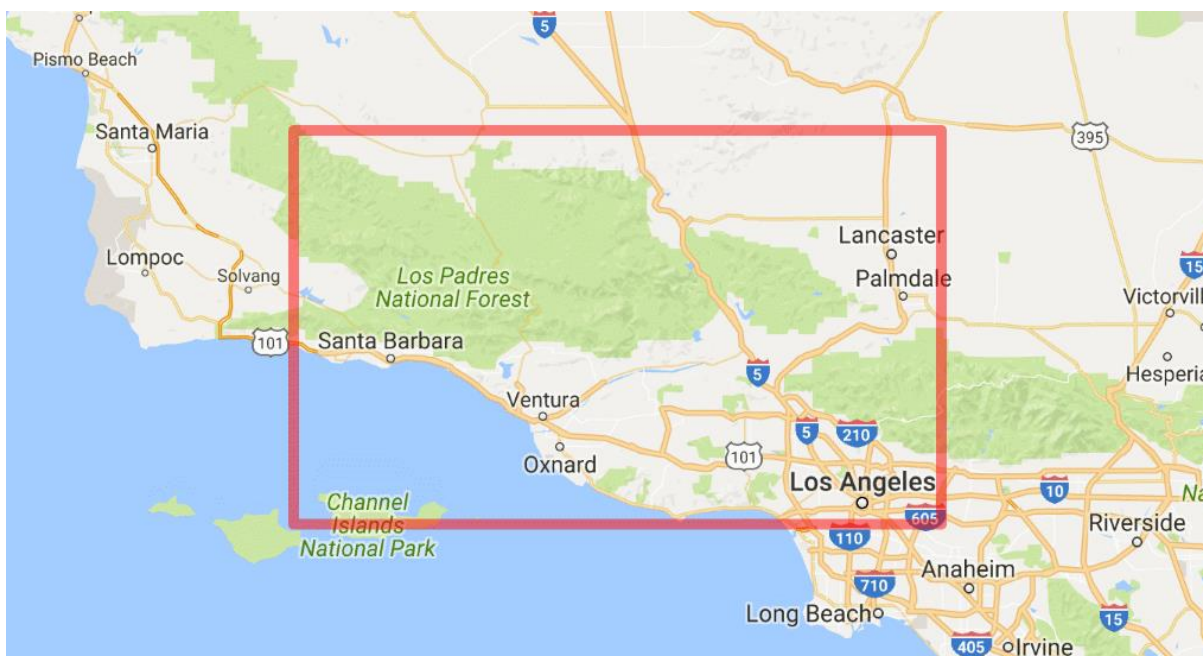 5
Pismo Beach
Santa Maria
395
Lompoc
Solvang
Lancaster
15
Los Padres
National Forest
Palmdale
Victorvill
101
Santa Barbara
5
Hesperia
Ventura
5
210
Oxnard
101
Los Angeles
10
Channel
Islands
National Park
605
Riverside
110
Anaheim
710
Long Beach
15
405
Irvine